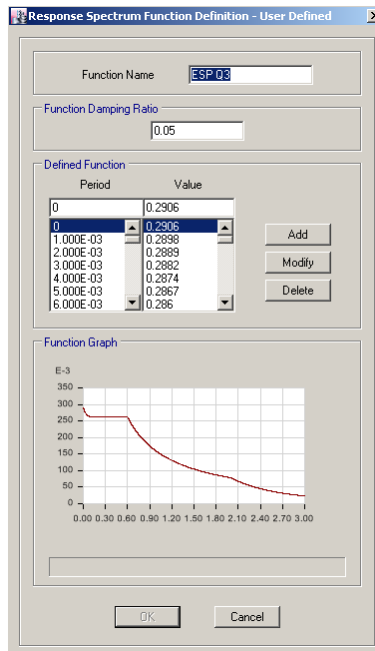 Response Spectrum Function Definition - User Defined
Function Name ESP Q3
Function Damping Ratio
0.05
Defined Function
Period Value
0 0.2906
0 0.2906
1.000E-03 0.2898
2.000E-03 0.2889
3.000E-03 0.2882
4.000E-03 0.2874
5.000E-03 0.2867
6.000E-03 0.286
Add
Modify
Delete
Function Graph
E-3
350
300
250
200
150
100
50
0
0.00 0.30 0.60 0.90 1.20 1.50 1.80 2.10 2.40 2.70 3.00
OK Cancel